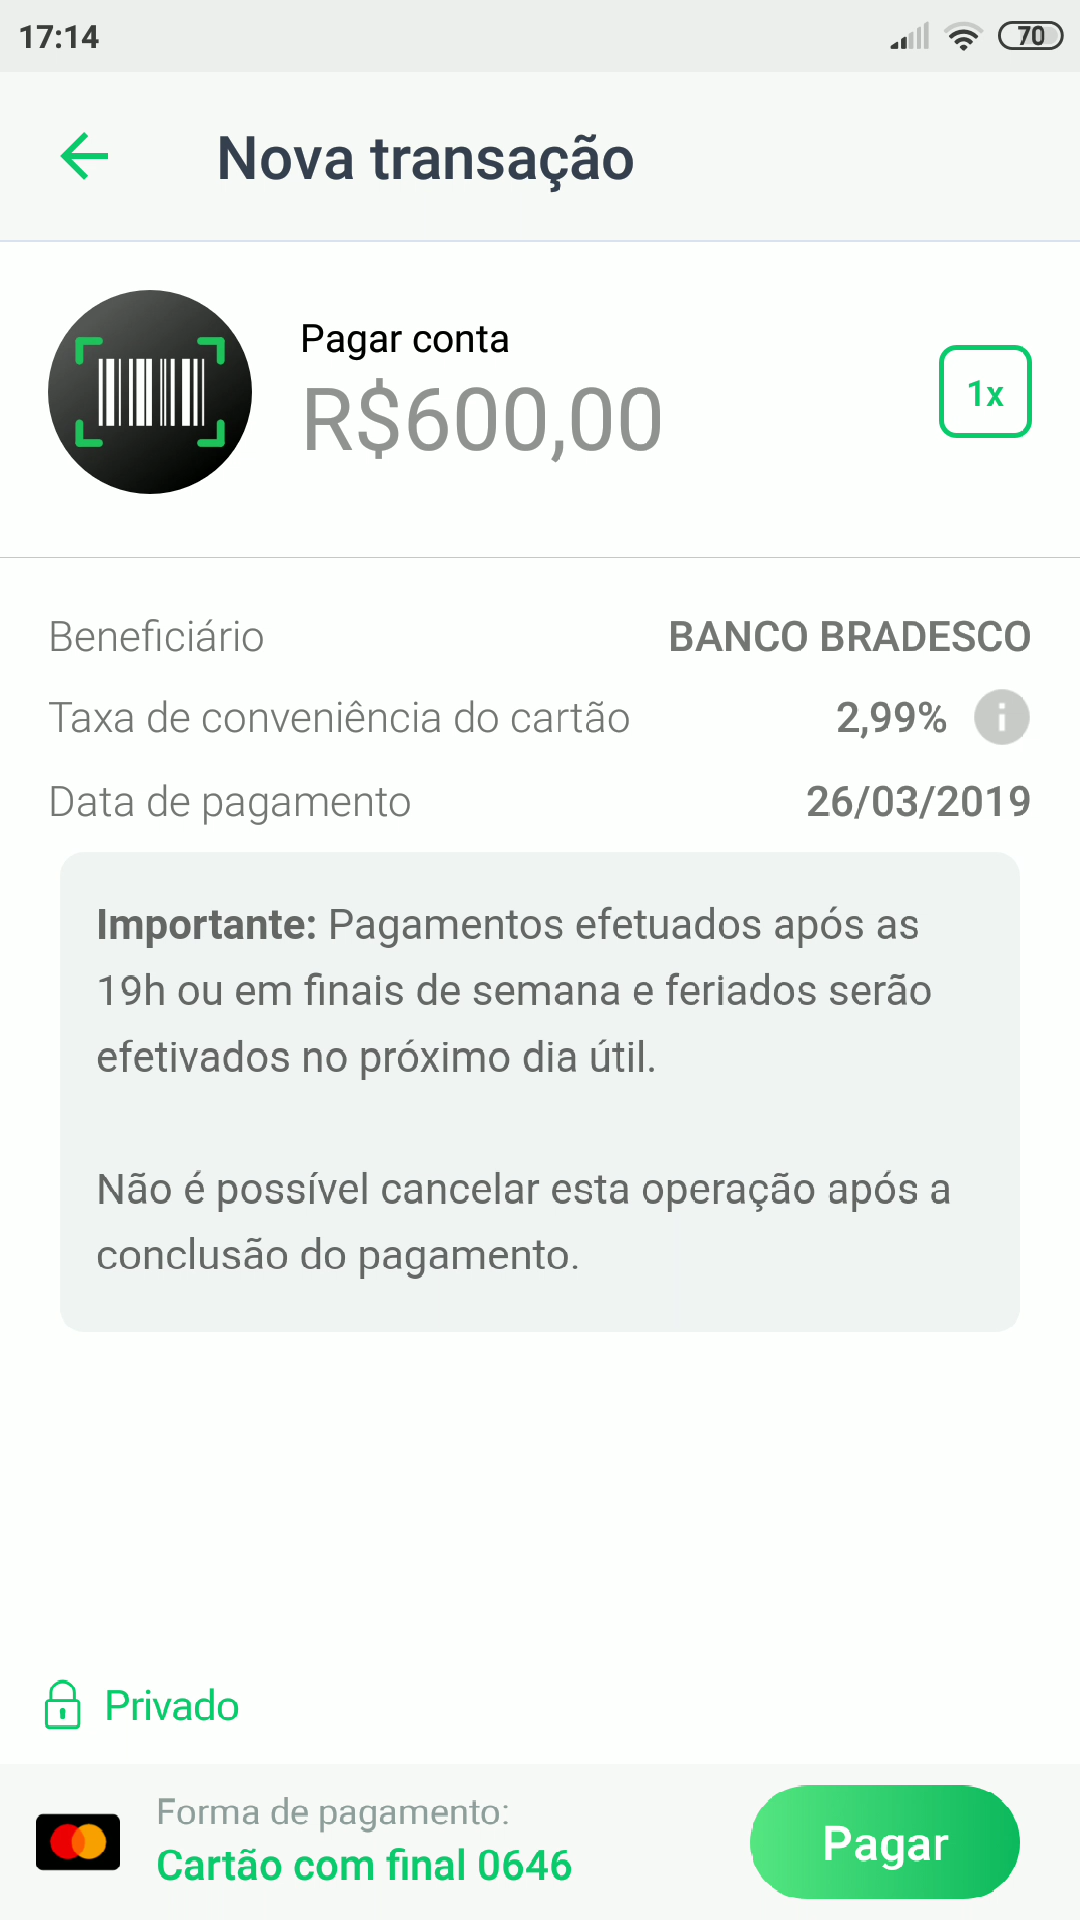 17:14
70
Nova transação
Pagar conta
R$600,00
1x
Beneficiário BANCO BRADESCO
Taxa de conveniência do cartão 2,99% i
Data de pagamento 26/03/2019
Importante: Pagamentos efetuados após as
19h ou em finais de semana e feriados serão
efetivados no próximo dia útil.
Não é possível cancelar esta operação após a
conclusão do pagamento.
Privado
Forma de pagamento:
Cartão com final 0646
Pagar